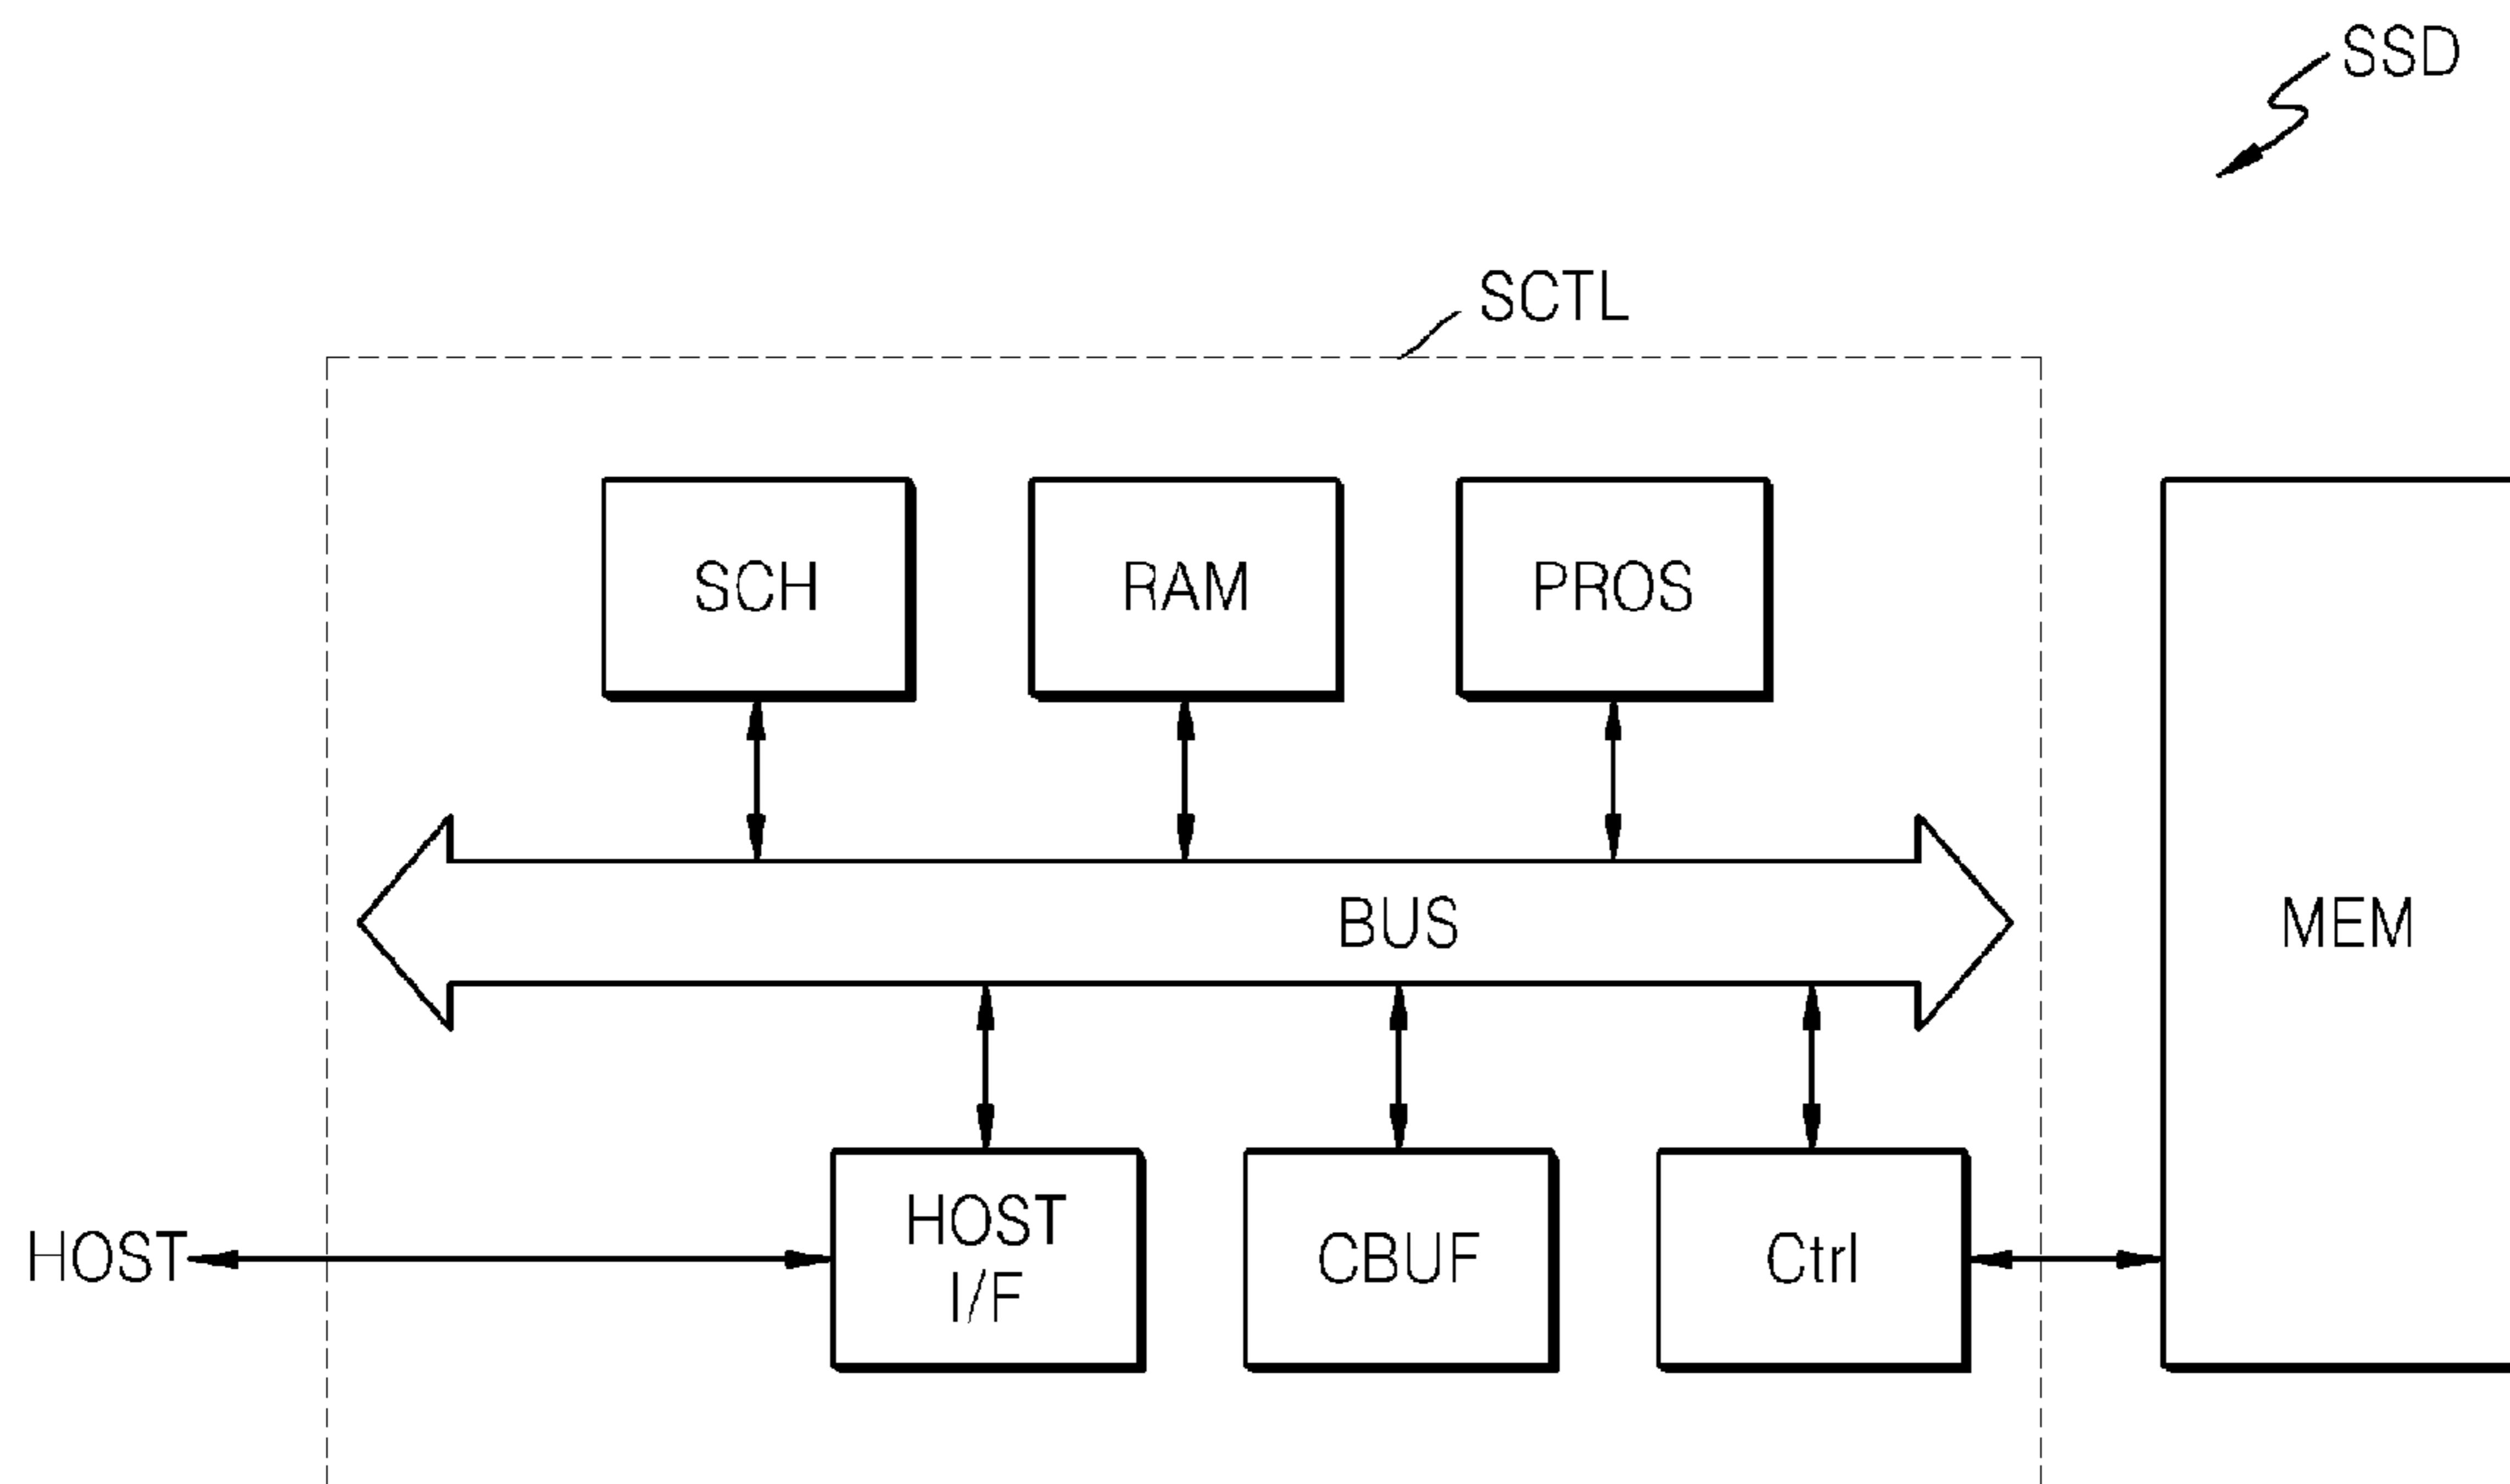 SSD
SCTL
SCH
RAM
PROS
BUS
MEM
HOST
HOST
I/F
CBUF
Ctrl